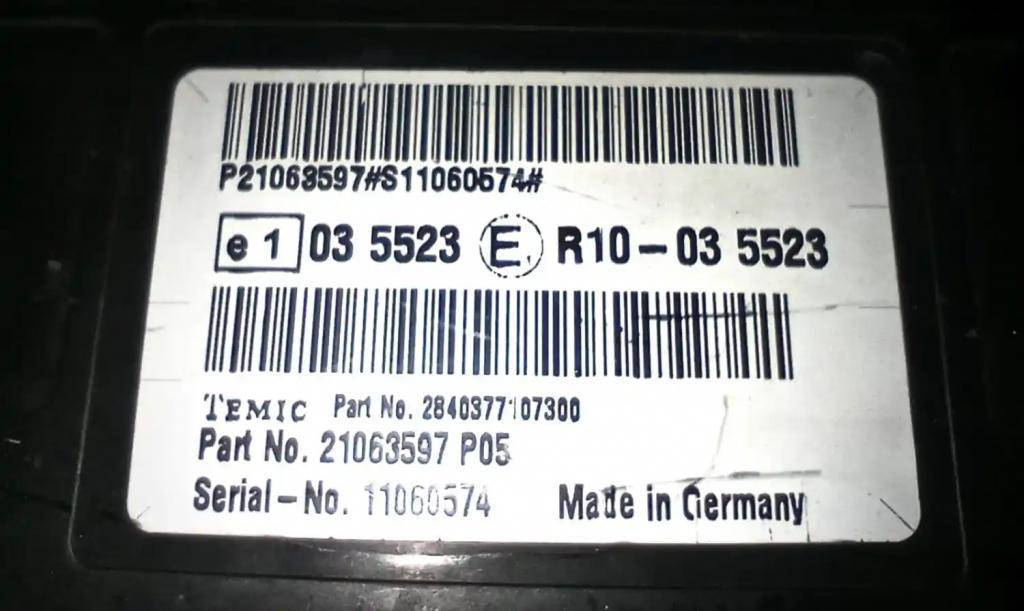 P21063597#S11060574#
e 1 03 5523 E R10-03 5523
TEMIC Part No. 2840377107300
Part No. 21063597 P05
Serial-No. 11060574 Made in Germany